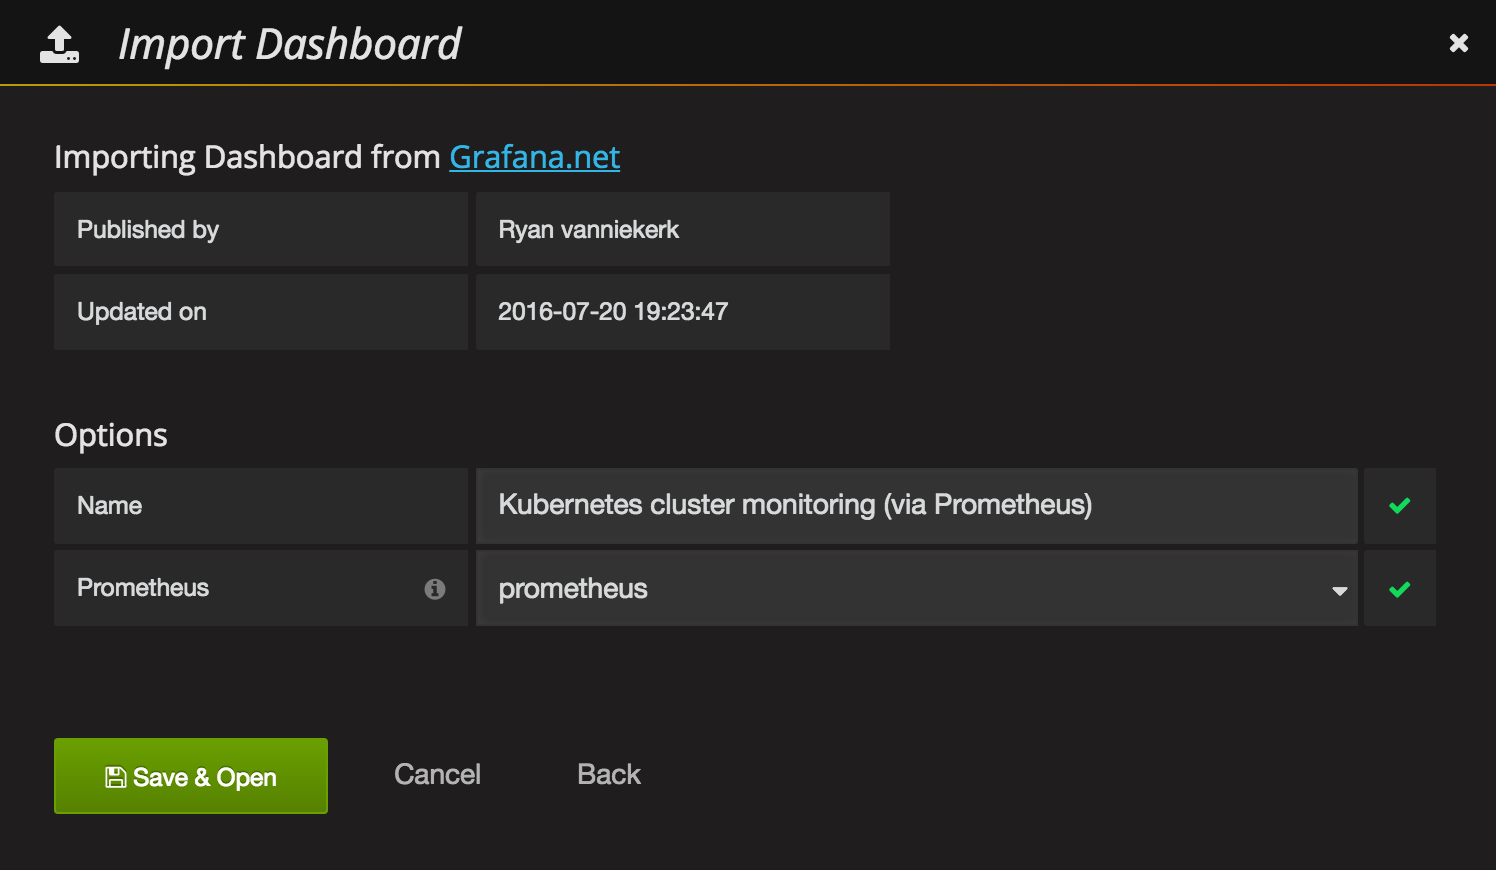 Import Dashboard
Importing Dashboard from Grafana.net
Published by Ryan vanniekerk
Updated on 2016-07-20 19:23:47
Options
Name Kubernetes cluster monitoring (via Prometheus)
Prometheus prometheus
Save & Open Cancel Back